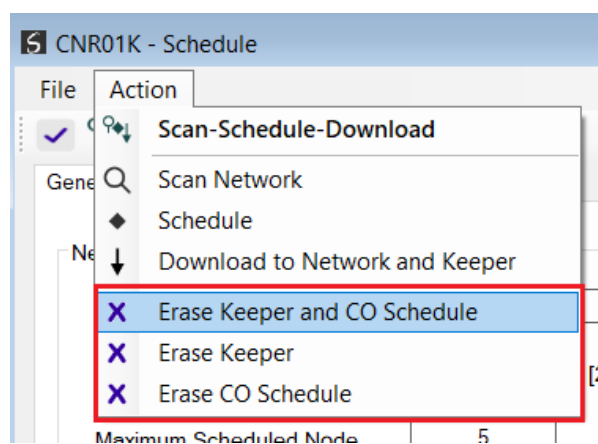 CNR01K - Schedule
File Action
Scan-Schedule-Download
Scan Network
Schedule
Download to Network and Keeper
Erase Keeper and CO Schedule
Erase Keeper
Erase CO Schedule
Maximum Scheduled Node 5